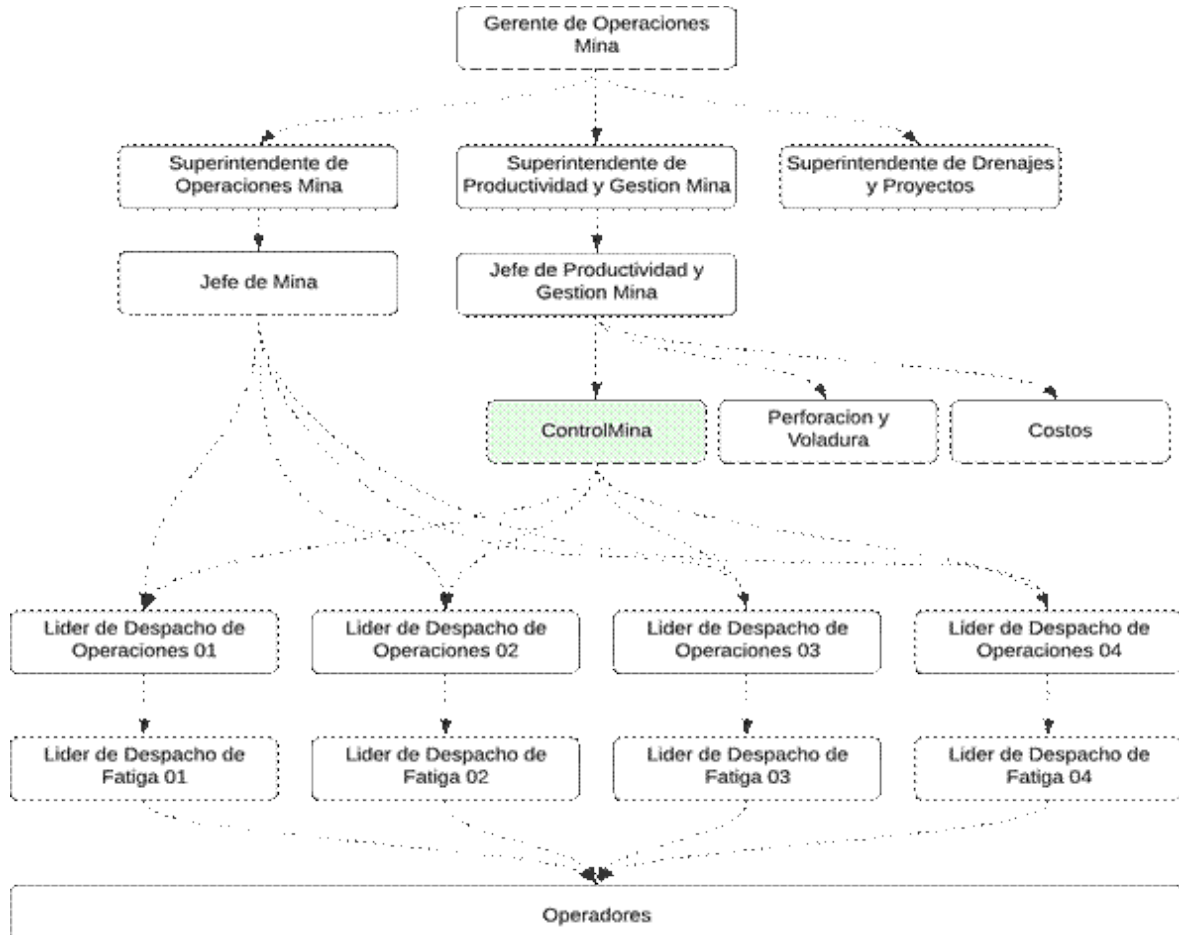 Gerente de Operaciones
Mina
Superintendente de
Operaciones Mina
Superintendente de
Productividad y Gestion Mina
Superintendente de Drenajes
y Proyectos
Jefe de Mina
Jefe de Productividad y
Gestion Mina
ControlMina
Perforacion y
Voladura
Costos
Lider de Despacho de
Operaciones 01
Lider de Despacho de
Operaciones 02
Lider de Despacho de
Operaciones 03
Lider de Despacho de
Operaciones 04
Lider de Despacho de
Fatiga 01
Lider de Despacho de
Fatiga 02
Lider de Despacho de
Fatiga 03
Lider de Despacho de
Fatiga 04
Operadores